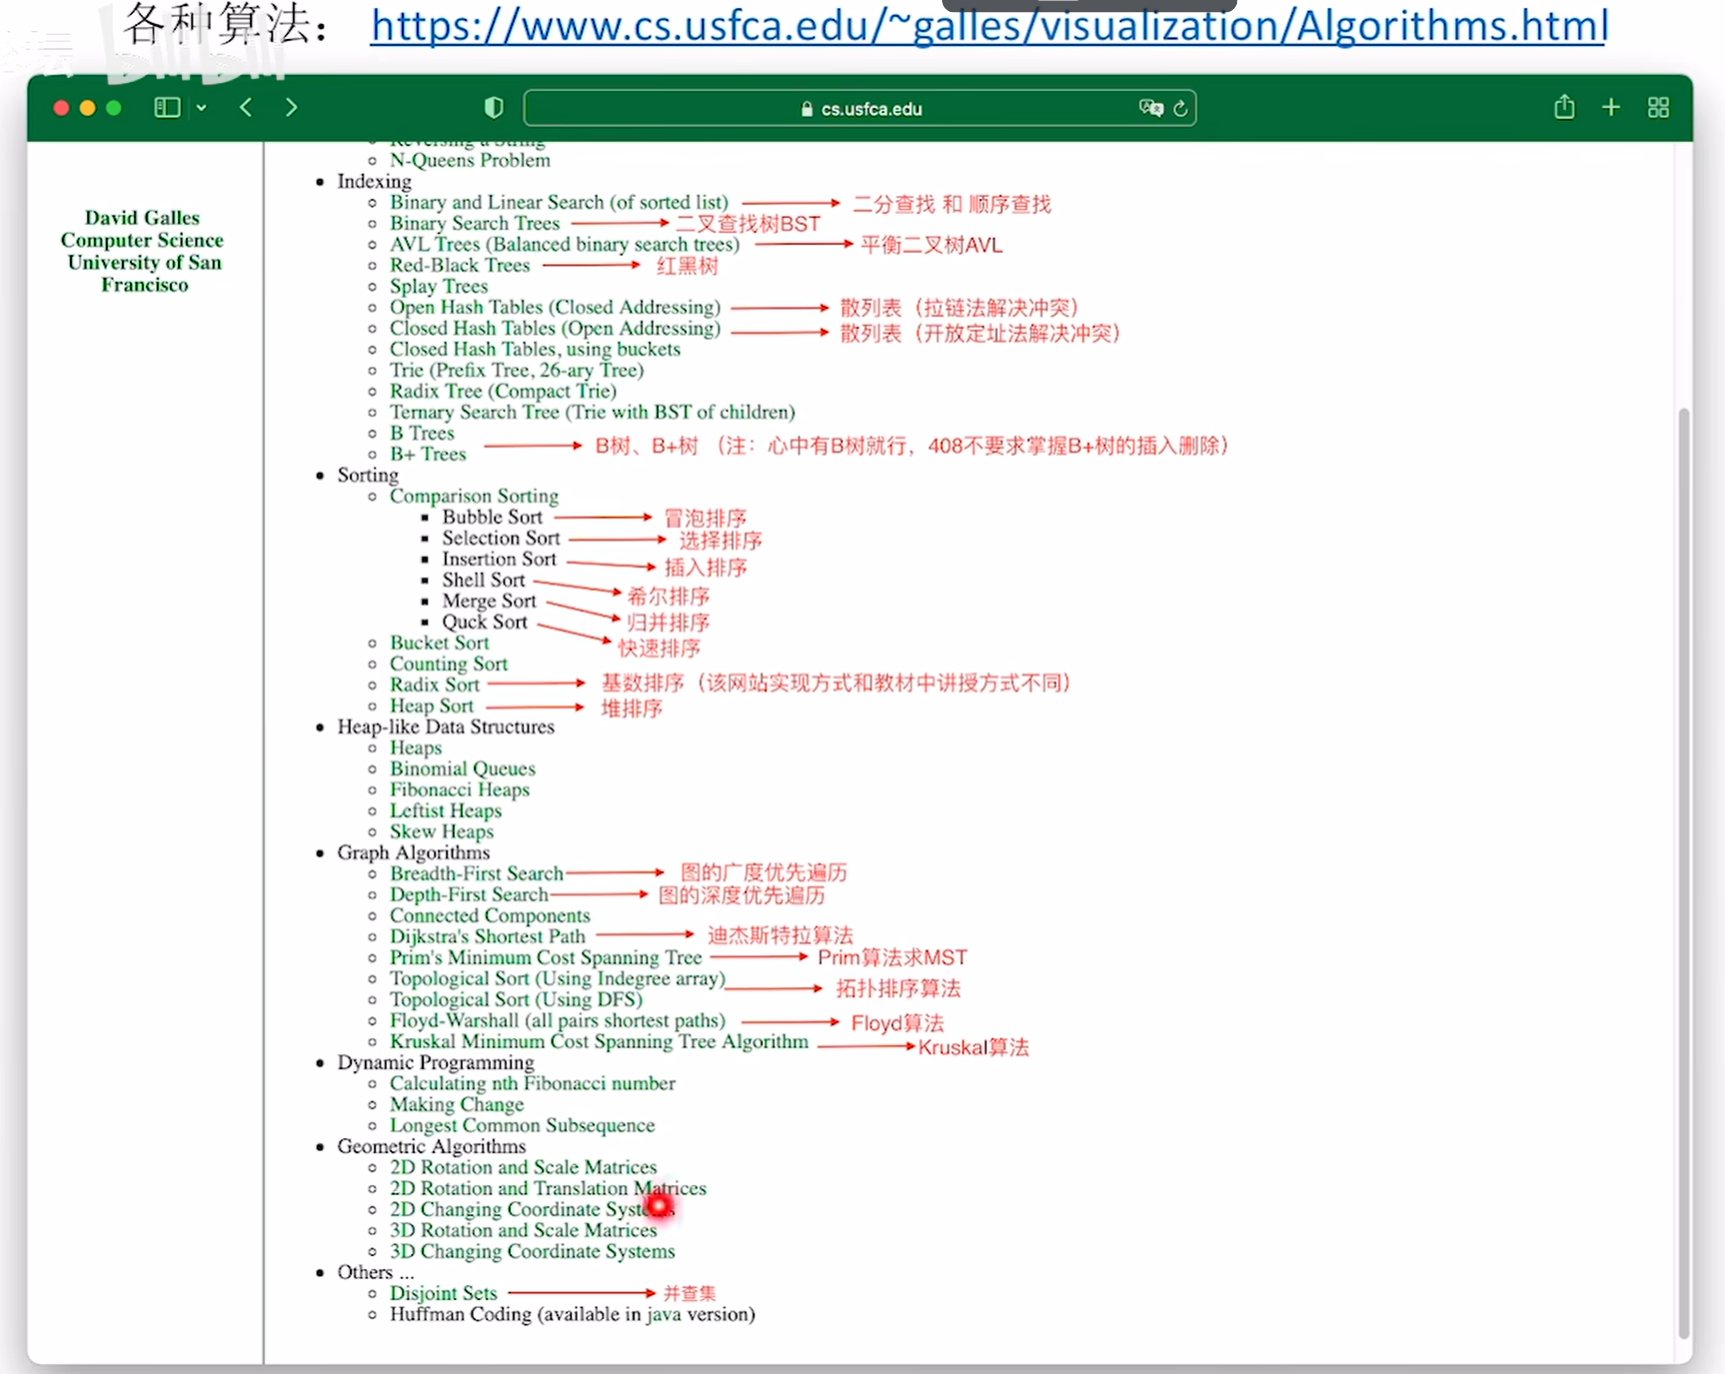 各种算法： https://www.cs.usfca.edu/~galles/visualization/Algorithms.html
bilibili
cs.usfca.edu
David Galles
Computer Science
University of San
Francisco
Reversing a String
N-Queens Problem
Indexing
Binary and Linear Search (of sorted list) 二分查找 和 顺序查找
Binary Search Trees 二叉查找树BST
AVL Trees (Balanced binary search trees) 平衡二叉树AVL
Red-Black Trees 红黑树
Splay Trees
Open Hash Tables (Closed Addressing) 散列表（拉链法解决冲突）
Closed Hash Tables (Open Addressing) 散列表（开放定址法解决冲突）
Closed Hash Tables, using buckets
Trie (Prefix Tree, 26-ary Tree)
Radix Tree (Compact Trie)
Ternary Search Tree (Trie with BST of children)
B Trees
B+ Trees B树、B+树 （注：心中有B树就行，408不要求掌握B+树的插入删除）
Sorting
Comparison Sorting
Bubble Sort 冒泡排序
Selection Sort 选择排序
Insertion Sort 插入排序
Shell Sort 希尔排序
Merge Sort 归并排序
Quck Sort 快速排序
Bucket Sort
Counting Sort
Radix Sort 基数排序（该网站实现方式和教材中讲授方式不同）
Heap Sort 堆排序
Heap-like Data Structures
Heaps
Binomial Queues
Fibonacci Heaps
Leftist Heaps
Skew Heaps
Graph Algorithms
Breadth-First Search 图的广度优先遍历
Depth-First Search 图的深度优先遍历
Connected Components
Dijkstra's Shortest Path 迪杰斯特拉算法
Prim's Minimum Cost Spanning Tree Prim算法求MST
Topological Sort (Using Indegree array) 拓扑排序算法
Topological Sort (Using DFS)
Floyd-Warshall (all pairs shortest paths) Floyd算法
Kruskal Minimum Cost Spanning Tree Algorithm Kruskal算法
Dynamic Programming
Calculating nth Fibonacci number
Making Change
Longest Common Subsequence
Geometric Algorithms
2D Rotation and Scale Matrices
2D Rotation and Translation Matrices
2D Changing Coordinate Systems
3D Rotation and Scale Matrices
3D Changing Coordinate Systems
Others ...
Disjoint Sets 并查集
Huffman Coding (available in java version)